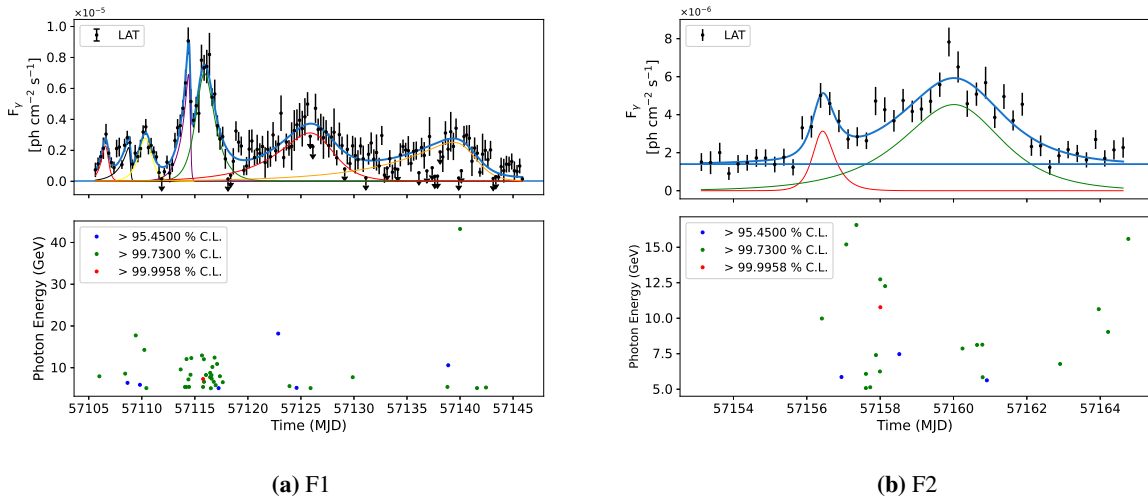 ×10⁻⁵
1.0
0.8
0.6
0.4
0.2
0.0
Fγ
[ph cm⁻² s⁻¹]
LAT
40
30
20
10
Photon Energy (GeV)
> 95.4500 % C.L.
> 99.7300 % C.L.
> 99.9958 % C.L.
57105 57110 57115 57120 57125 57130 57135 57140 57145
Time (MJD)
(a) F1
×10⁻⁶
8
6
4
2
0
Fγ
[ph cm⁻² s⁻¹]
LAT
15.0
12.5
10.0
7.5
5.0
Photon Energy (GeV)
> 95.4500 % C.L.
> 99.7300 % C.L.
> 99.9958 % C.L.
57154 57156 57158 57160 57162 57164
Time (MJD)
(b) F2